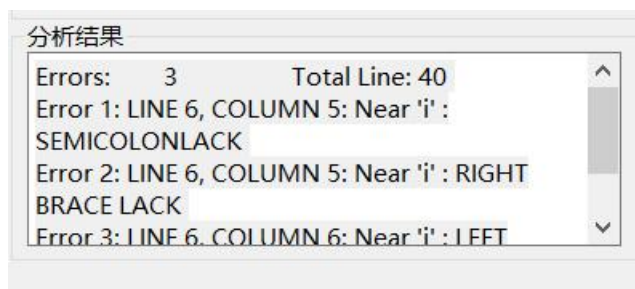 分析结果
Errors: 3 Total Line: 40
Error 1: LINE 6, COLUMN 5: Near 'i' :
SEMICOLONLACK
Error 2: LINE 6, COLUMN 5: Near 'i' : RIGHT
BRACE LACK
Error 3: LINE 6, COLUMN 6: Near 'i' : LEFT